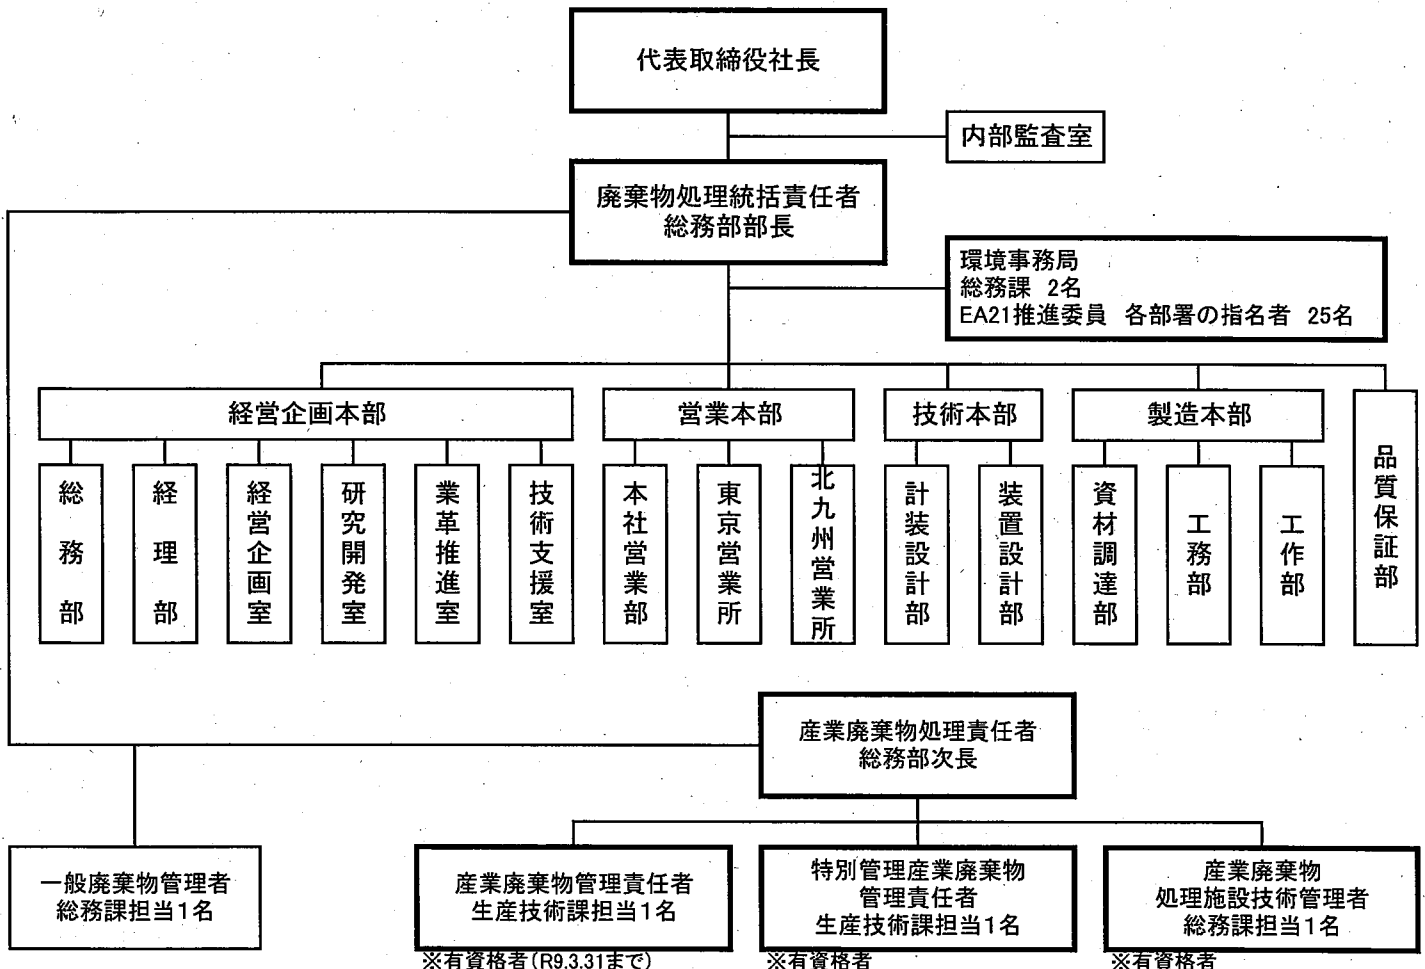 代表取締役社長
内部監査室
廃棄物処理統括責任者
総務部部長
環境事務局
総務課 2名
EA21推進委員 各部署の指名者 25名
経営企画本部
営業本部
技術本部
製造本部
品質保証部
総務部
経理部
経営企画室
研究開発室
業革推進室
技術支援室
本社営業部
東京営業所
北九州営業所
計装設計部
装置設計部
資材調達部
工務部
工作部
産業廃棄物処理責任者
総務部次長
一般廃棄物管理者
総務課担当1名
産業廃棄物管理責任者
生産技術課担当1名
※有資格者(R9.3.31まで)
特別管理産業廃棄物
管理責任者
生産技術課担当1名
※有資格者
産業廃棄物
処理施設技術管理者
総務課担当1名
※有資格者